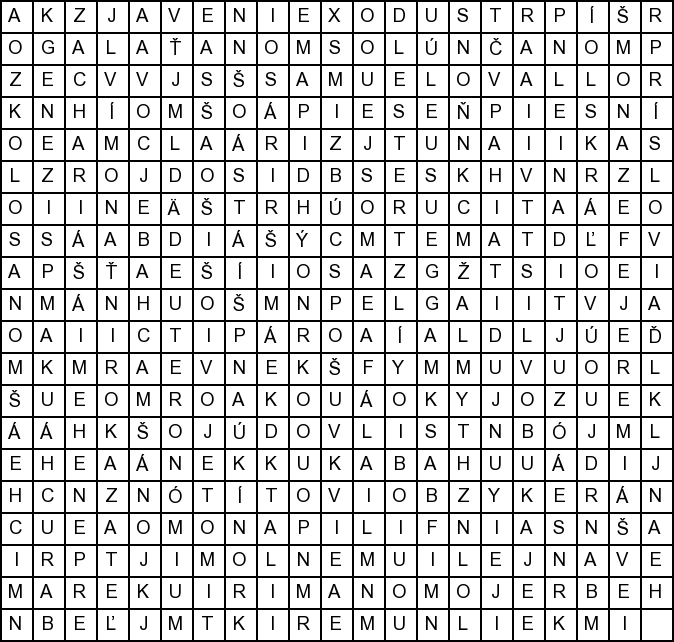 A K Z J A V E N I E X O D U S T R P Í Š R
O G A L A Ť A N O M S O L Ú N Č A N O M P
Z E C V V J S Š S A M U E L O V A L L O R
K N H Í O M Š O Á P I E S E Ň P I E S N Í
O E A M C L A Á R I Z J T U N A I I K A S
L Z R O J D O S I D B S E S K H V N R Z L
O I I N E Ä Š T R H Ú O R U C I T A Á E O
S S Á A B D I Á Š Ý C M T E M A T D Ľ F V
A P Š Ť A E Š Í I O S A Z G Ž T S I O E I
N M Á N H U O Š M N P E L G A I I T V J A
O A I I C T I P Á R O A Í A L D L J Ú E Ď
M K M R A E V N E K Š F Y M M U V U O R L
Š U E O M R O A K O U Á O K Y J O Z U E K
Á Á H K Š O J Ú D O V L I S T N B Ó J M L
E H E A Á N E K K U K A B A H U U Á D I J
H C N Z N Ó T Í T O V I O B Z Y K E R Á N
C U E A O M O N A P I L I F N I A S N Š A
I R P T J I M O L N E M U I L E J N A V E
M A R E K U I R I M A N O M O J E R B E H
N B E Ľ J M T K I R E M U N L I E K M I